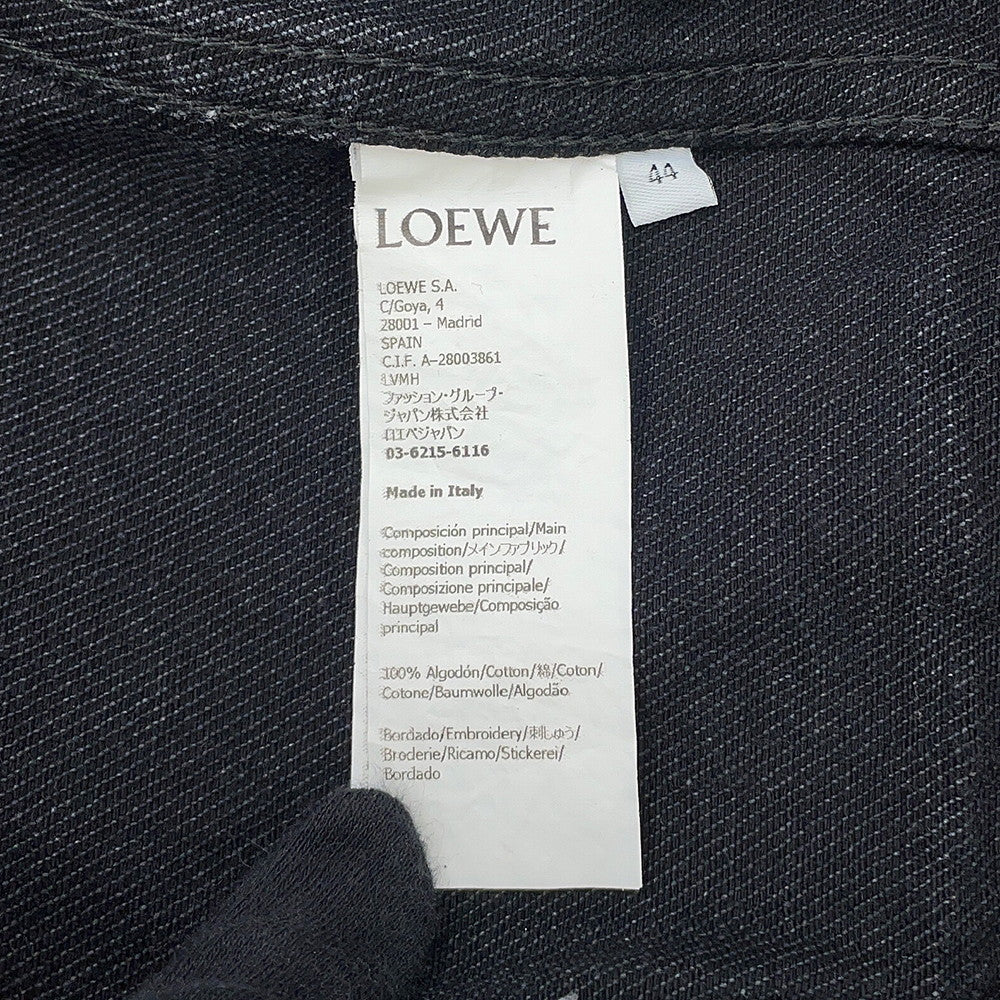 44
LOEWE
LOEWE S.A.
C/Goya, 4
28001 – Madrid
SPAIN
C.I.F. A-28003861
LVMH
ファッション・グループ・
ジャパン株式会社
ロエベジャパン
03-6215-6116
Made in Italy
Composición principal/Main
composition/メインファブリック/
Composition principal/
Composizione principale/
Hauptgewebe/Composição
principal
100% Algodón/Cotton/綿/Coton/
Cotone/Baumwolle/Algodão
Bordado/Embroidery/刺しゅう/
Broderie/Ricamo/Stickerei/
Bordado